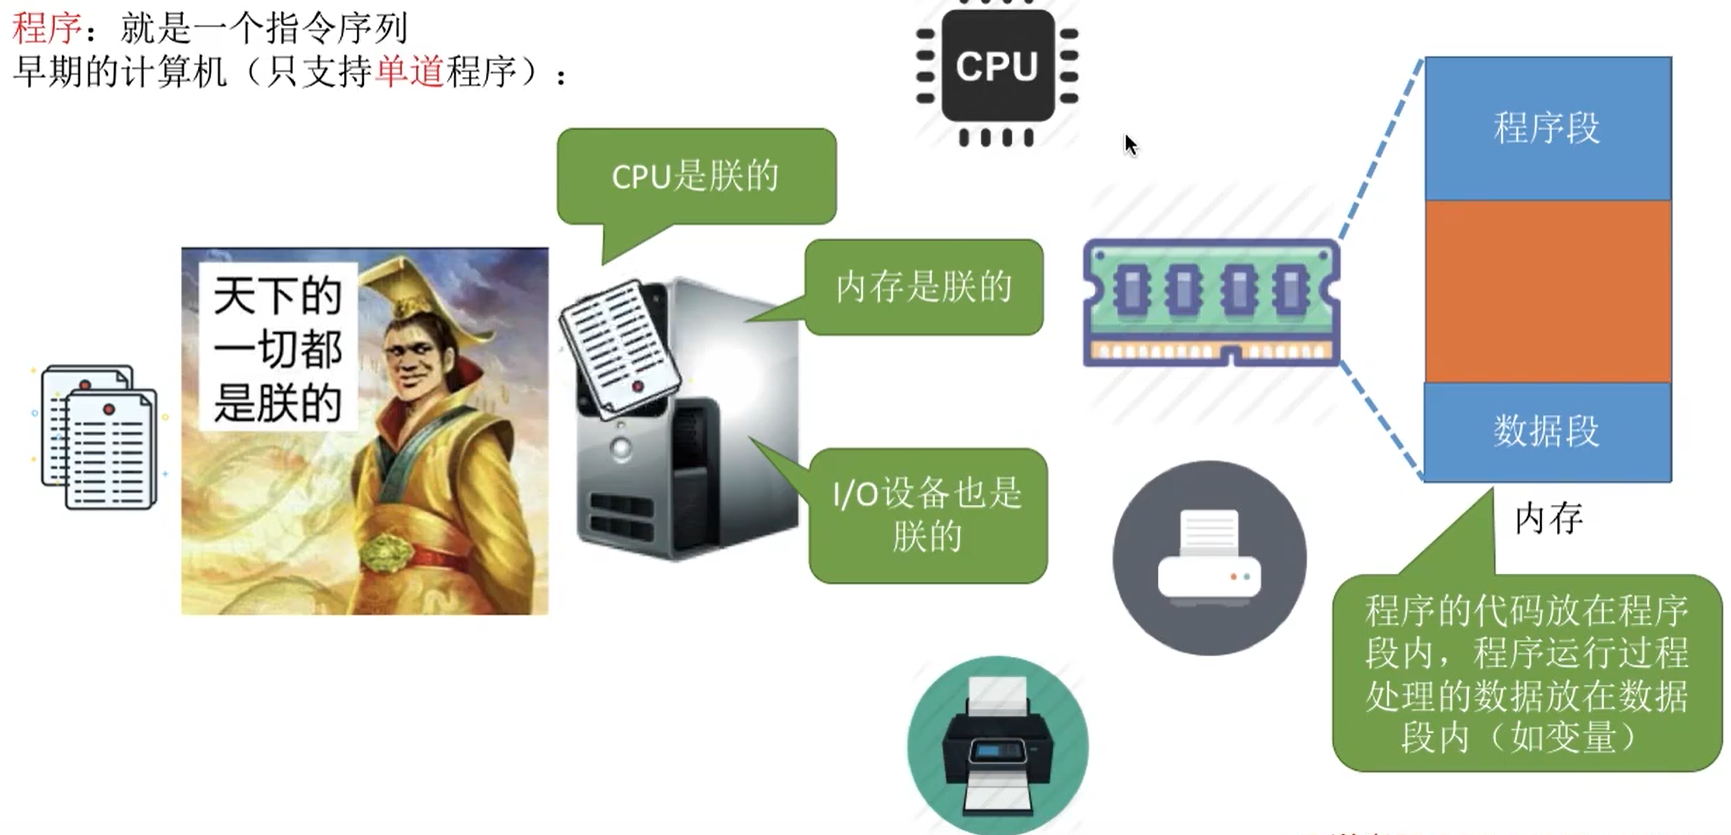 程序：就是一个指令序列
早期的计算机（只支持单道程序）：
CPU
CPU是朕的
内存是朕的
天下的
一切都
是朕的
I/O设备也是
朕的
程序段
数据段
内存
程序的代码放在程序
段内，程序运行过程
处理的数据放在数据
段内（如变量）